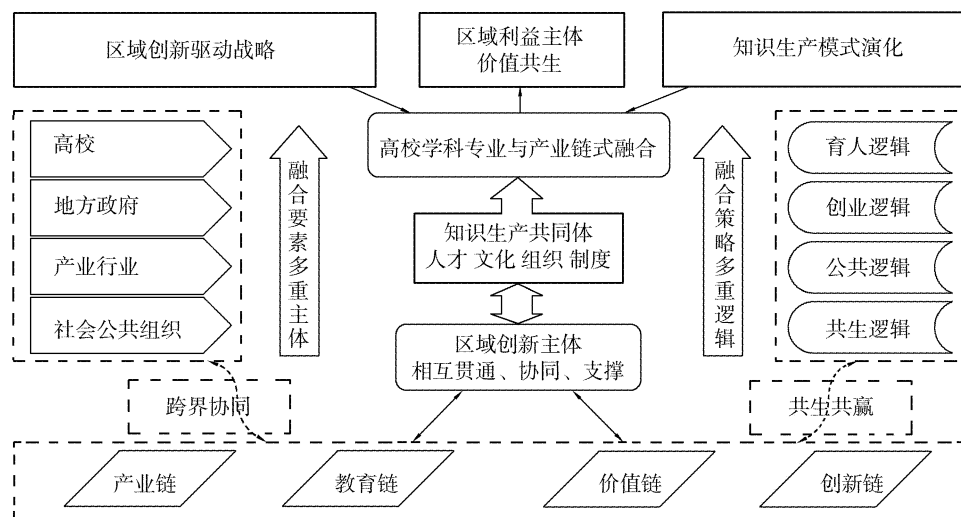 区域创新驱动战略
区域利益主体
价值共生
知识生产模式演化
高校学科专业与产业链式融合
高校
地方政府
产业行业
社会公共组织
融合要素多重主体
知识生产共同体
人才 文化 组织 制度
融合策略多重逻辑
育人逻辑
创业逻辑
公共逻辑
共生逻辑
区域创新主体
相互贯通、协同、支撑
跨界协同
共生共赢
产业链
教育链
价值链
创新链